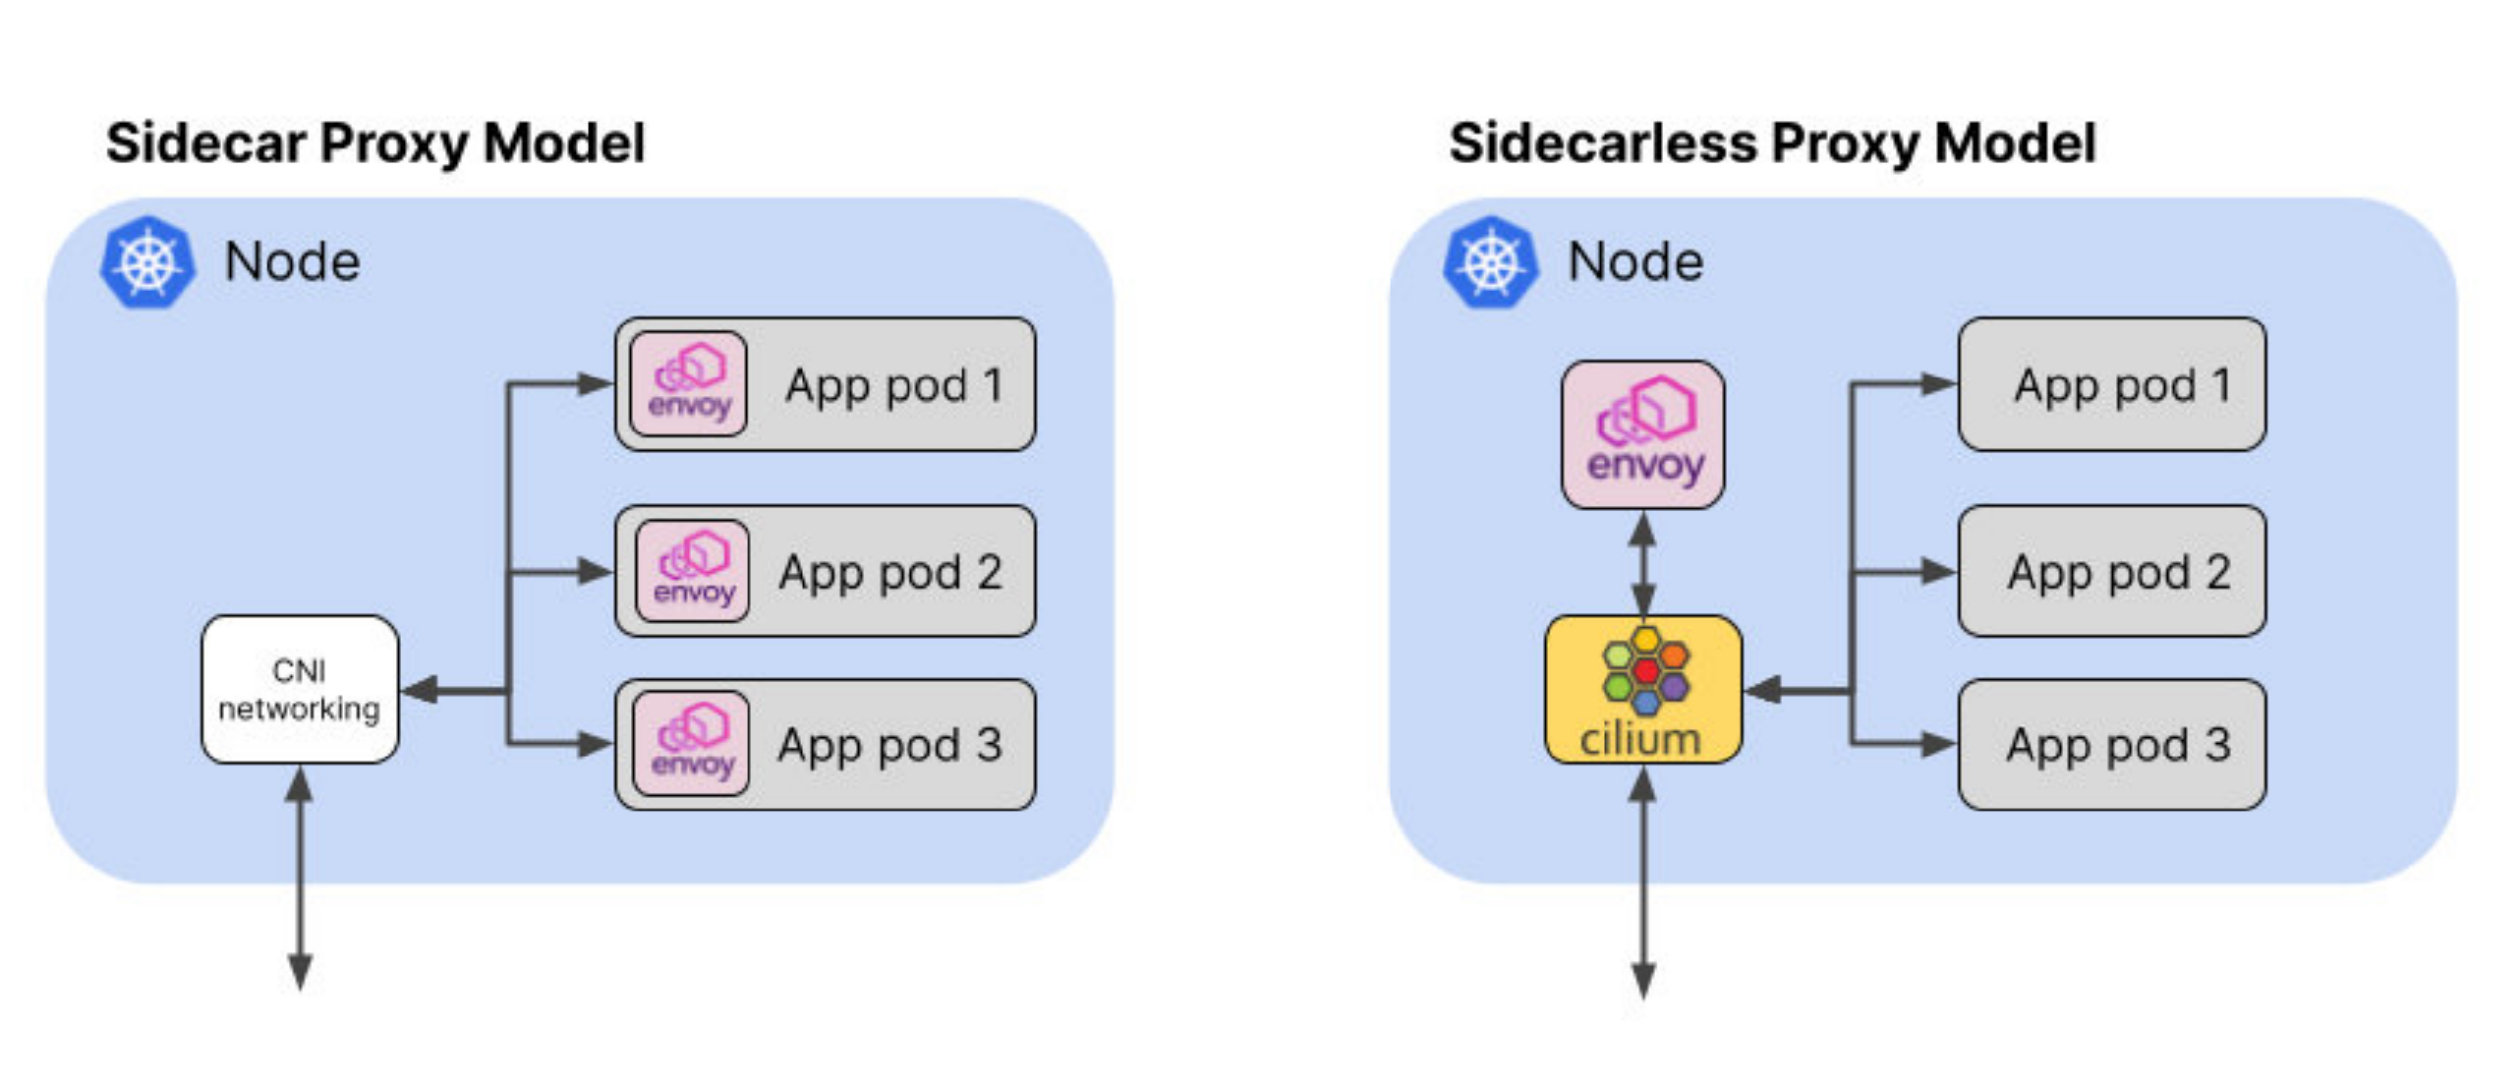 Sidecar Proxy Model
Node
envoy
App pod 1
envoy
App pod 2
envoy
App pod 3
CNI
networking
Sidecarless Proxy Model
Node
envoy
cilium
App pod 1
App pod 2
App pod 3